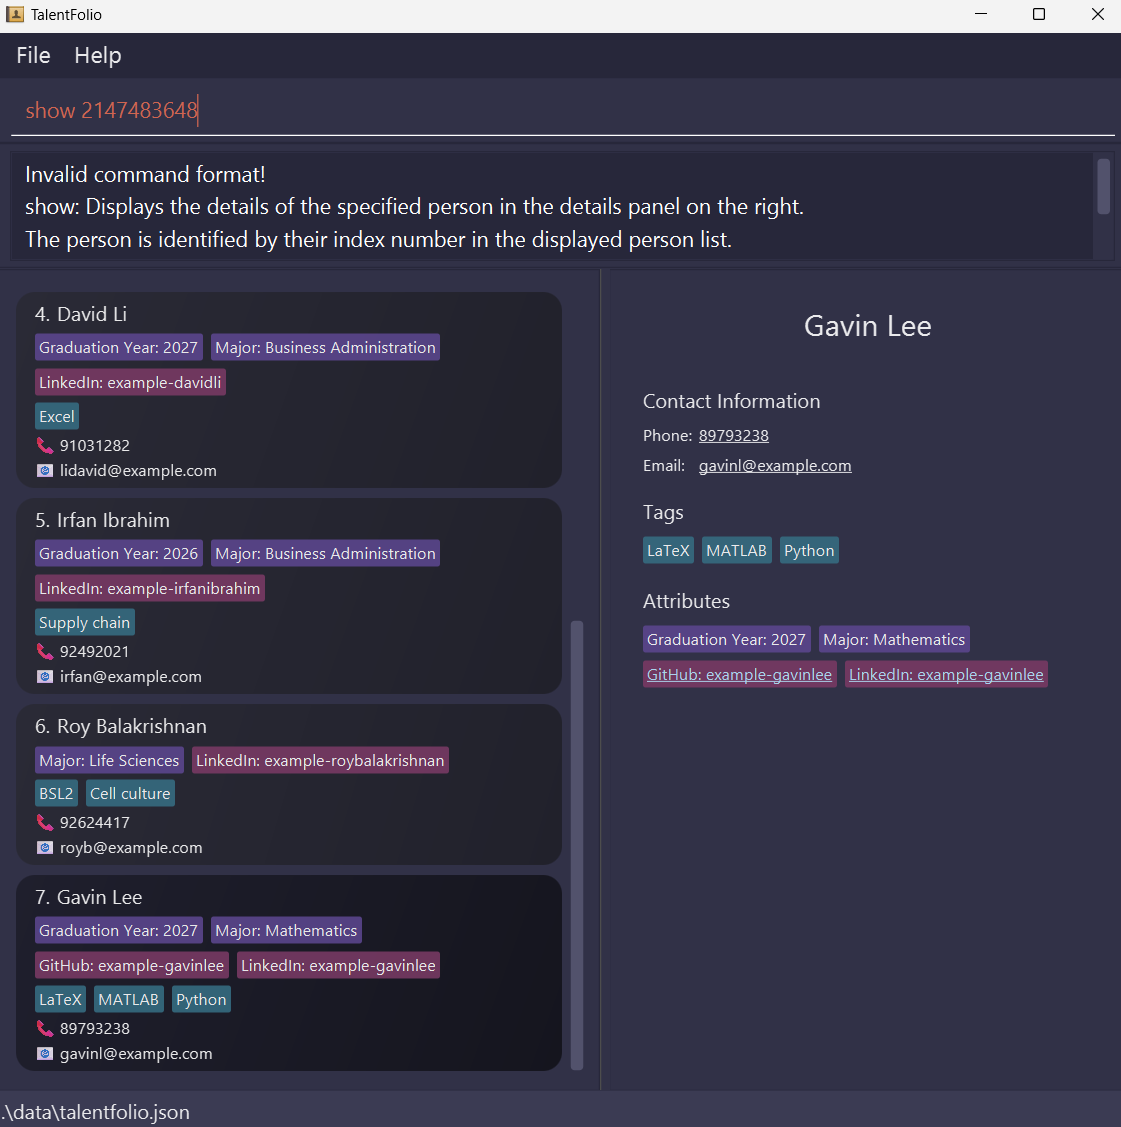 TalentFolio
File Help
show 2147483648
Invalid command format!
show: Displays the details of the specified person in the details panel on the right.
The person is identified by their index number in the displayed person list.
4. David Li
Graduation Year: 2027 Major: Business Administration
LinkedIn: example-davidli
Excel
91031282
lidavid@example.com
5. Irfan Ibrahim
Graduation Year: 2026 Major: Business Administration
LinkedIn: example-irfanibrahim
Supply chain
92492021
irfan@example.com
6. Roy Balakrishnan
Major: Life Sciences LinkedIn: example-roybalakrishnan
BSL2 Cell culture
92624417
royb@example.com
7. Gavin Lee
Graduation Year: 2027 Major: Mathematics
GitHub: example-gavinlee LinkedIn: example-gavinlee
LaTeX MATLAB Python
89793238
gavinl@example.com
Gavin Lee
Contact Information
Phone: 89793238
Email: gavinl@example.com
Tags
LaTeX MATLAB Python
Attributes
Graduation Year: 2027 Major: Mathematics
GitHub: example-gavinlee LinkedIn: example-gavinlee
.\data\talentfolio.json